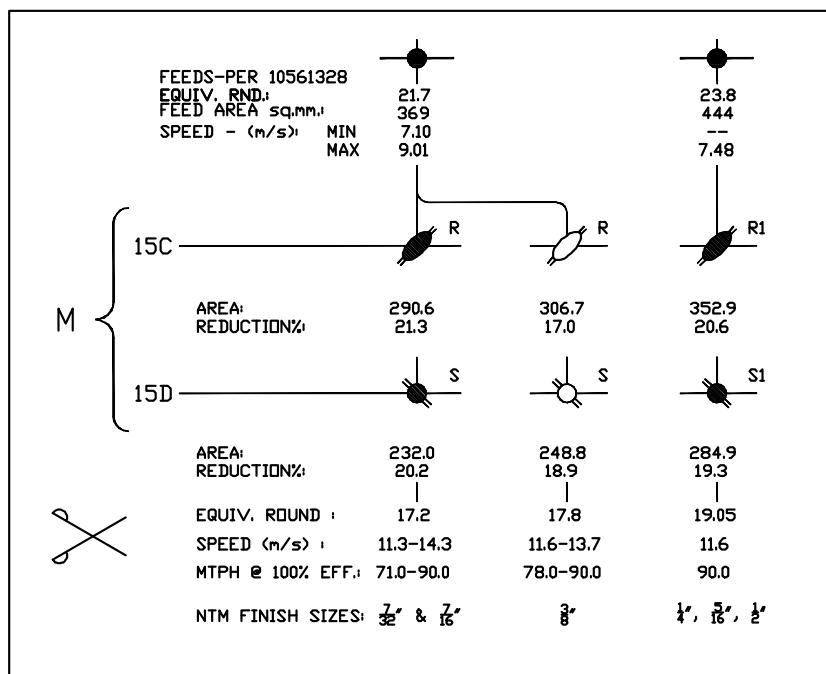 FEEDS-PER 10561328
EQUIV. RND.: 21.7 23.8
FEED AREA sq.mm.: 369 444
SPEED - (m/s): MIN 7.10 --
MAX 9.01 7.48
15C R R R1
M
AREA: 290.6 306.7 352.9
REDUCTION%: 21.3 17.0 20.6
15D S S S1
AREA: 232.0 248.8 284.9
REDUCTION%: 20.2 18.9 19.3
EQUIV. ROUND : 17.2 17.8 19.05
SPEED (m/s) : 11.3-14.3 11.6-13.7 11.6
MTPH @ 100% EFF.: 71.0-90.0 78.0-90.0 90.0
NTM FINISH SIZES: 7/32" & 7/16" 3/8" 1/4", 5/16", 1/2"